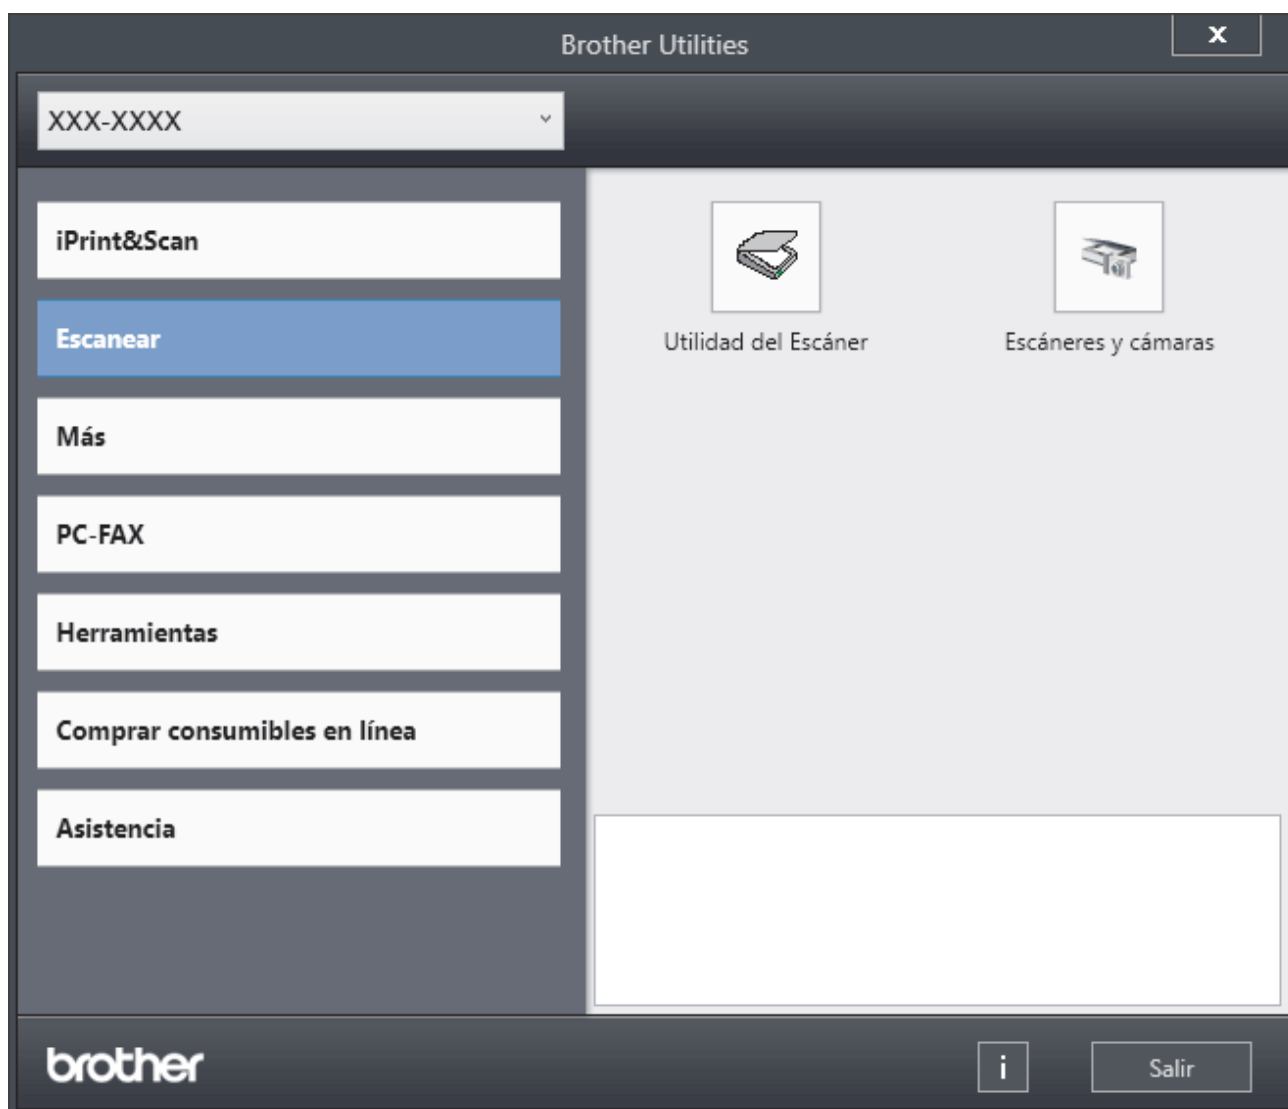 Brother Utilities
x
XXX-XXXX
iPrint&Scan
Escanear
Más
PC-FAX
Herramientas
Comprar consumibles en línea
Asistencia
Utilidad del Escáner
Escáneres y cámaras
brother
i
Salir